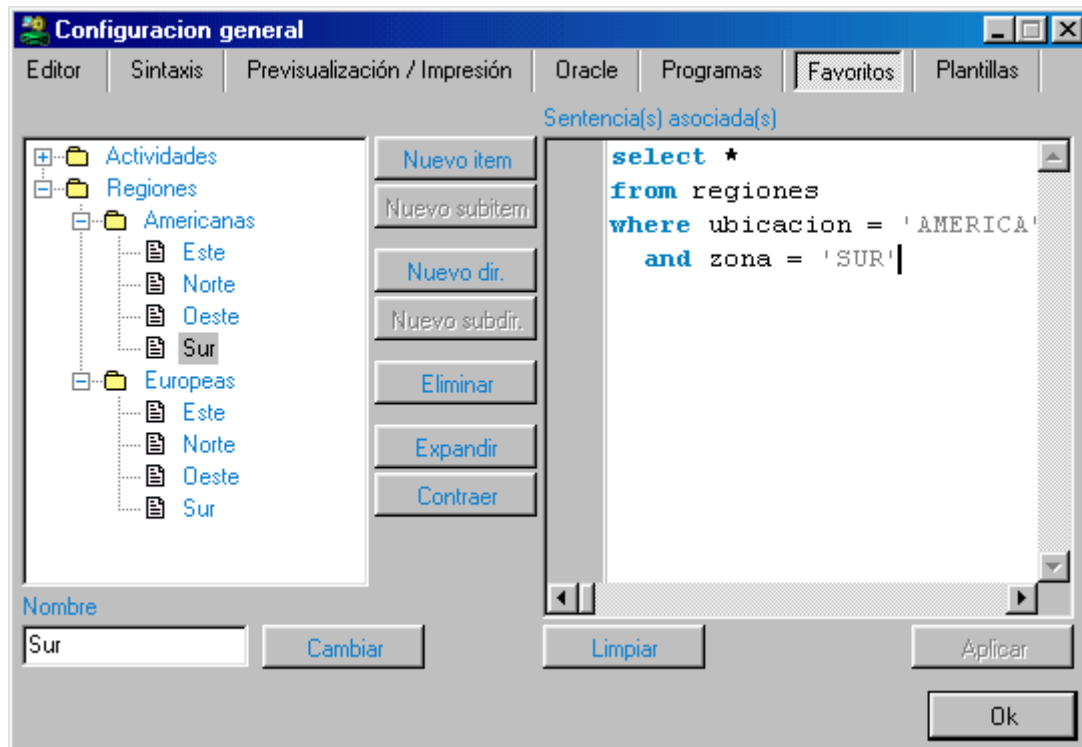 Configuracion general
Editor Sintaxis Previsualización / Impresión Oracle Programas Favoritos Plantillas
Sentencia(s) asociada(s)
Actividades
Regiones
Americanas
Este
Norte
Oeste
Sur
Europeas
Este
Norte
Oeste
Sur
Nuevo item
Nuevo subitem
Nuevo dir.
Nuevo subdir.
Eliminar
Expandir
Contraer
select *
from regiones
where ubicacion = 'AMERICA'
and zona = 'SUR'
Nombre
Sur
Cambiar
Limpiar
Aplicar
Ok